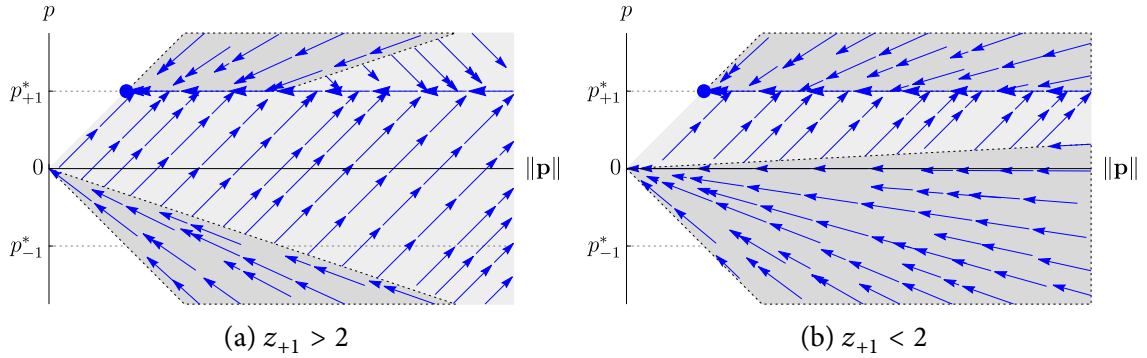 p p
p*₊₁ p*₊₁
0 ‖p‖ 0 ‖p‖
p*₋₁ p*₋₁
(a) z₊₁ > 2 (b) z₊₁ < 2